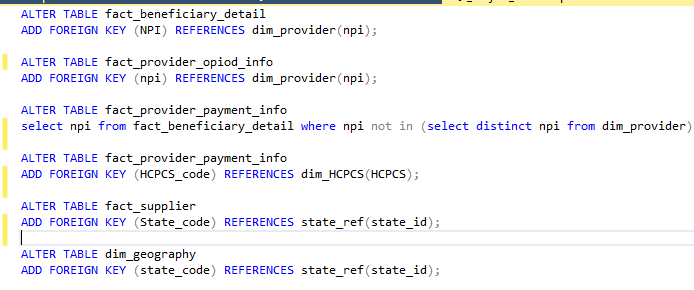 ALTER TABLE fact_beneficiary_detail
ADD FOREIGN KEY (NPI) REFERENCES dim_provider(npi);
ALTER TABLE fact_provider_opiod_info
ADD FOREIGN KEY (npi) REFERENCES dim_provider(npi);
ALTER TABLE fact_provider_payment_info
select npi from fact_beneficiary_detail where npi not in (select distinct npi from dim_provider)
ALTER TABLE fact_provider_payment_info
ADD FOREIGN KEY (HCPCS_code) REFERENCES dim_HCPCS(HCPCS);
ALTER TABLE fact_supplier
ADD FOREIGN KEY (State_code) REFERENCES state_ref(state_id);
ALTER TABLE dim_geography
ADD FOREIGN KEY (state_code) REFERENCES state_ref(state_id);